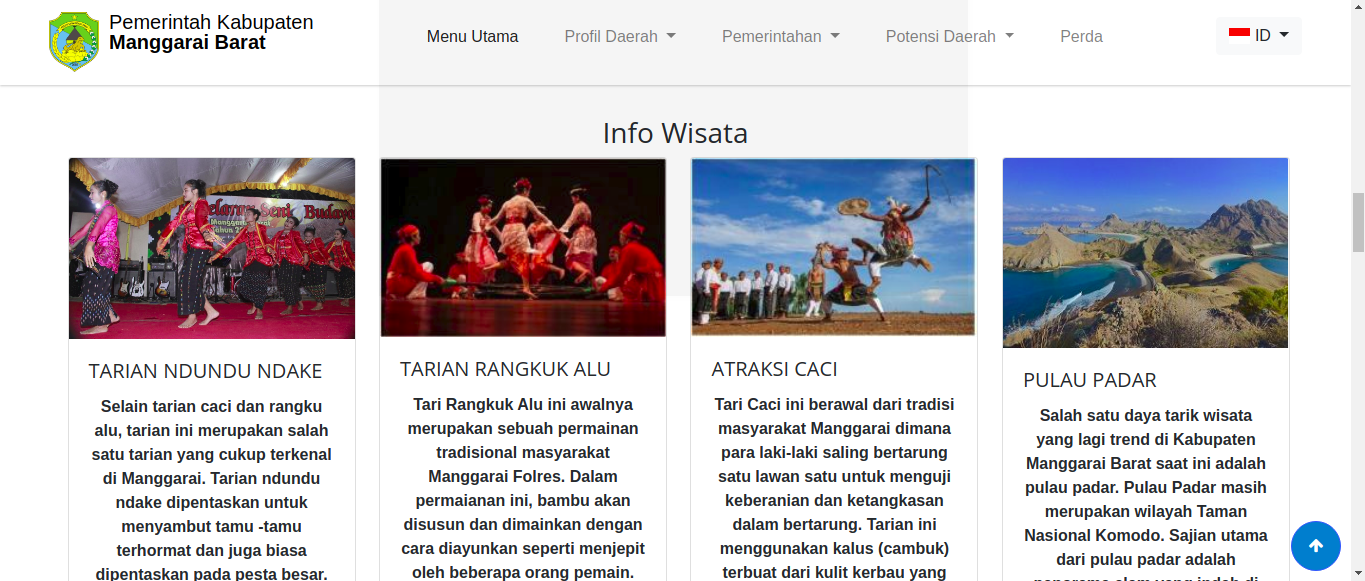 Pemerintah Kabupaten
Manggarai Barat
Menu Utama
Profil Daerah
Pemerintahan
Potensi Daerah
Perda
ID
Info Wisata
TARIAN NDUNDU NDAKE
Selain tarian caci dan rangku
alu, tarian ini merupakan salah
satu tarian yang cukup terkenal
di Manggarai. Tarian ndundu
ndake dipentaskan untuk
menyambut tamu -tamu
terhormat dan juga biasa
dipentaskan pada pesta besar.
TARIAN RANGKUK ALU
Tari Rangkuk Alu ini awalnya
merupakan sebuah permainan
tradisional masyarakat
Manggarai Folres. Dalam
permaianan ini, bambu akan
disusun dan dimainkan dengan
cara diayunkan seperti menjepit
oleh beberapa orang pemain.
ATRAKSI CACI
Tari Caci ini berawal dari tradisi
masyarakat Manggarai dimana
para laki-laki saling bertarung
satu lawan satu untuk menguji
keberanian dan ketangkasan
dalam bertarung. Tarian ini
menggunakan kalus (cambuk)
terbuat dari kulit kerbau yang
PULAU PADAR
Salah satu daya tarik wisata
yang lagi trend di Kabupaten
Manggarai Barat saat ini adalah
pulau padar. Pulau Padar masih
merupakan wilayah Taman
Nasional Komodo. Sajian utama
dari pulau padar adalah